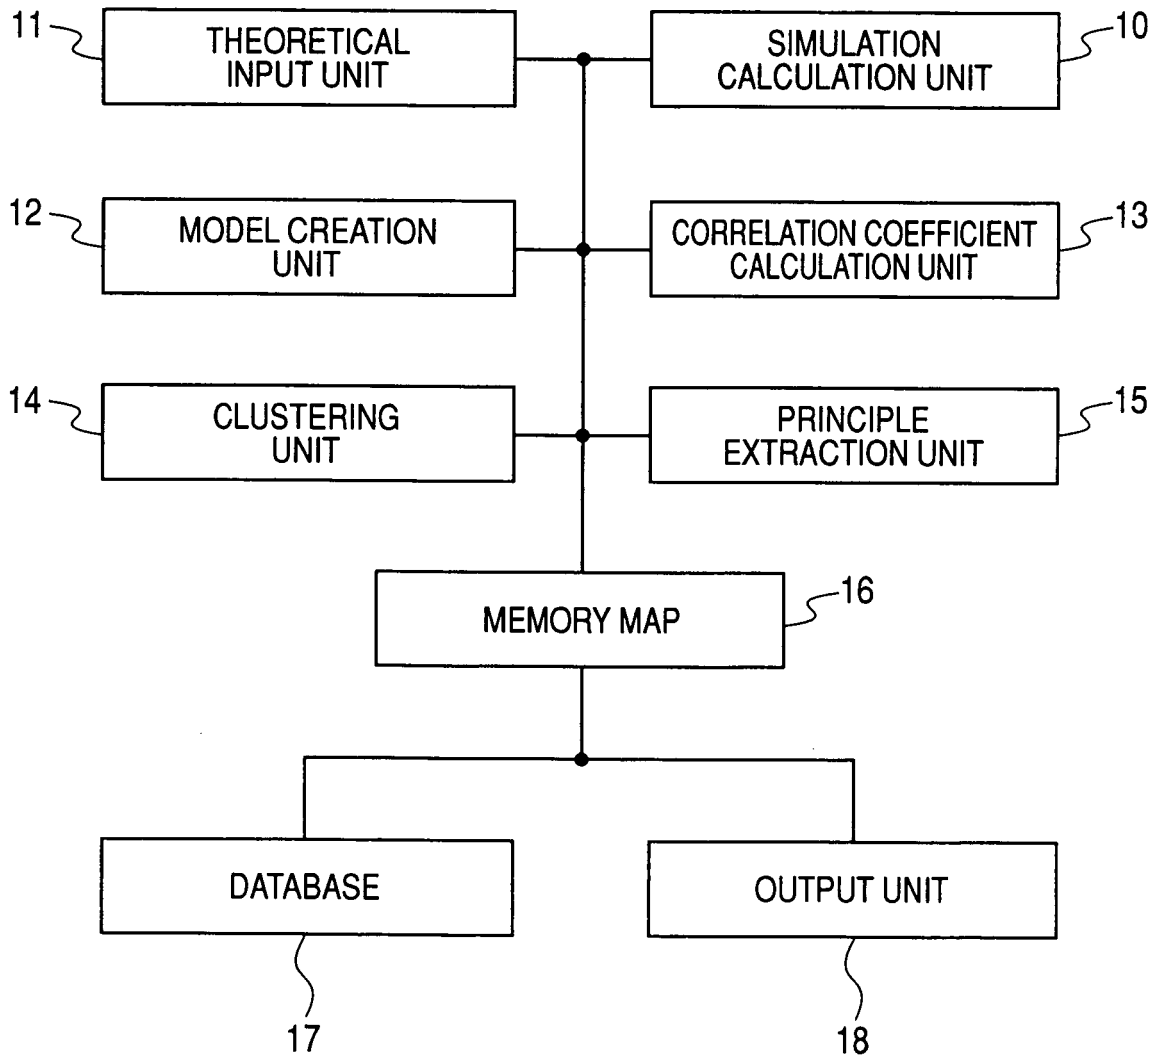 11
THEORETICAL
INPUT UNIT
SIMULATION
CALCULATION UNIT
10
12
MODEL CREATION
UNIT
CORRELATION COEFFICIENT
CALCULATION UNIT
13
14
CLUSTERING
UNIT
PRINCIPLE
EXTRACTION UNIT
15
MEMORY MAP
16
DATABASE
OUTPUT UNIT
17
18